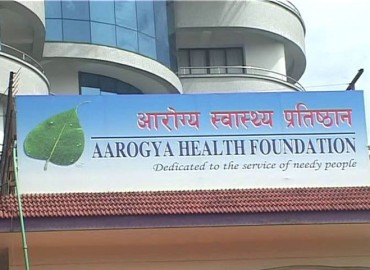 आरोग्य स्वास्थ्य प्रतिष्ठान
AAROGYA HEALTH FOUNDATION
Dedicated to the service of needy people